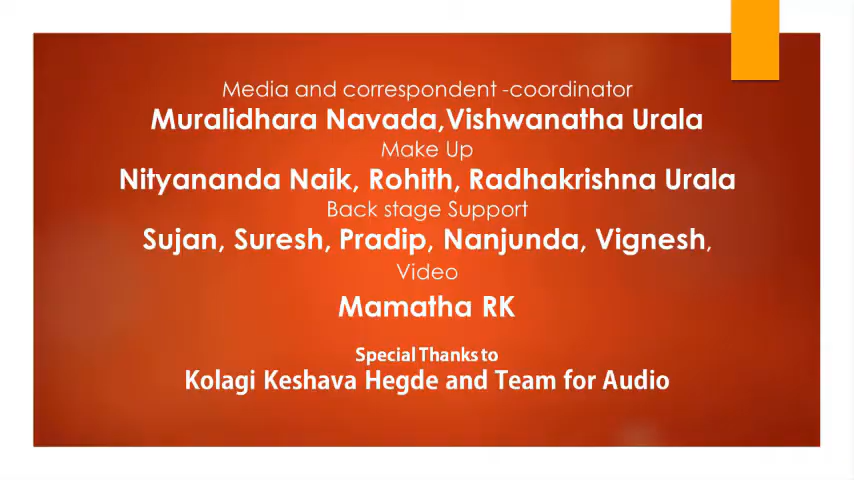 Media and correspondent -coordinator
Muralidhara Navada,Vishwanatha Urala
Make Up
Nityananda Naik, Rohith, Radhakrishna Urala
Back stage Support
Sujan, Suresh, Pradip, Nanjunda, Vignesh,
Video
Mamatha RK
Special Thanks to
Kolagi Keshava Hegde and Team for Audio